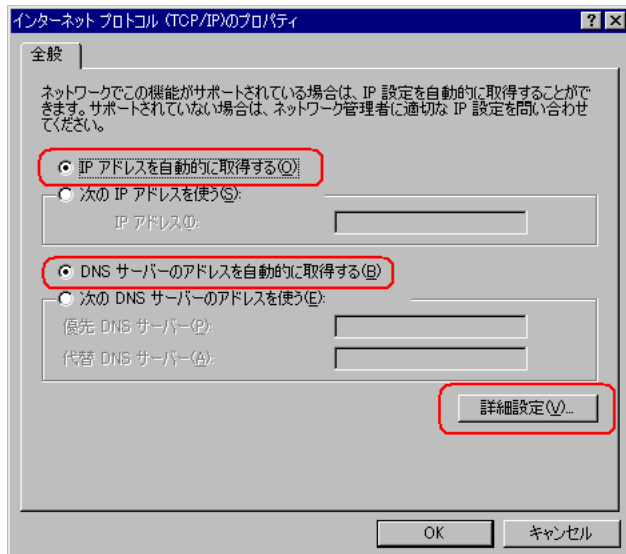 インターネット プロトコル (TCP/IP)のプロパティ
全般
ネットワークでこの機能がサポートされている場合は、IP 設定を自動的に取得することがで
きます。サポートされていない場合は、ネットワーク管理者に適切な IP 設定を問い合わせ
てください。
IP アドレスを自動的に取得する(O)
次の IP アドレスを使う(S):
IP アドレス(I):
DNS サーバーのアドレスを自動的に取得する(B)
次の DNS サーバーのアドレスを使う(E):
優先 DNS サーバー(P):
代替 DNS サーバー(A):
詳細設定(V)...
OK
キャンセル